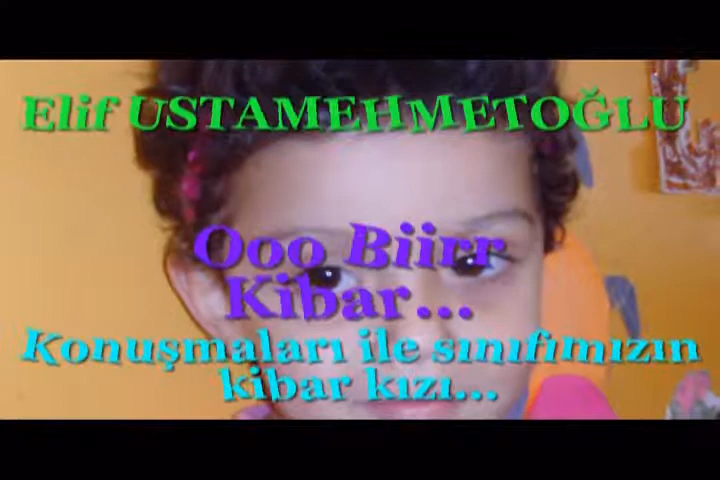 Elif USTAMEHMETOĞLU
Ooo Biirr
Kibar...
Konuşmaları ile sınıfımızın
kibar kızı...